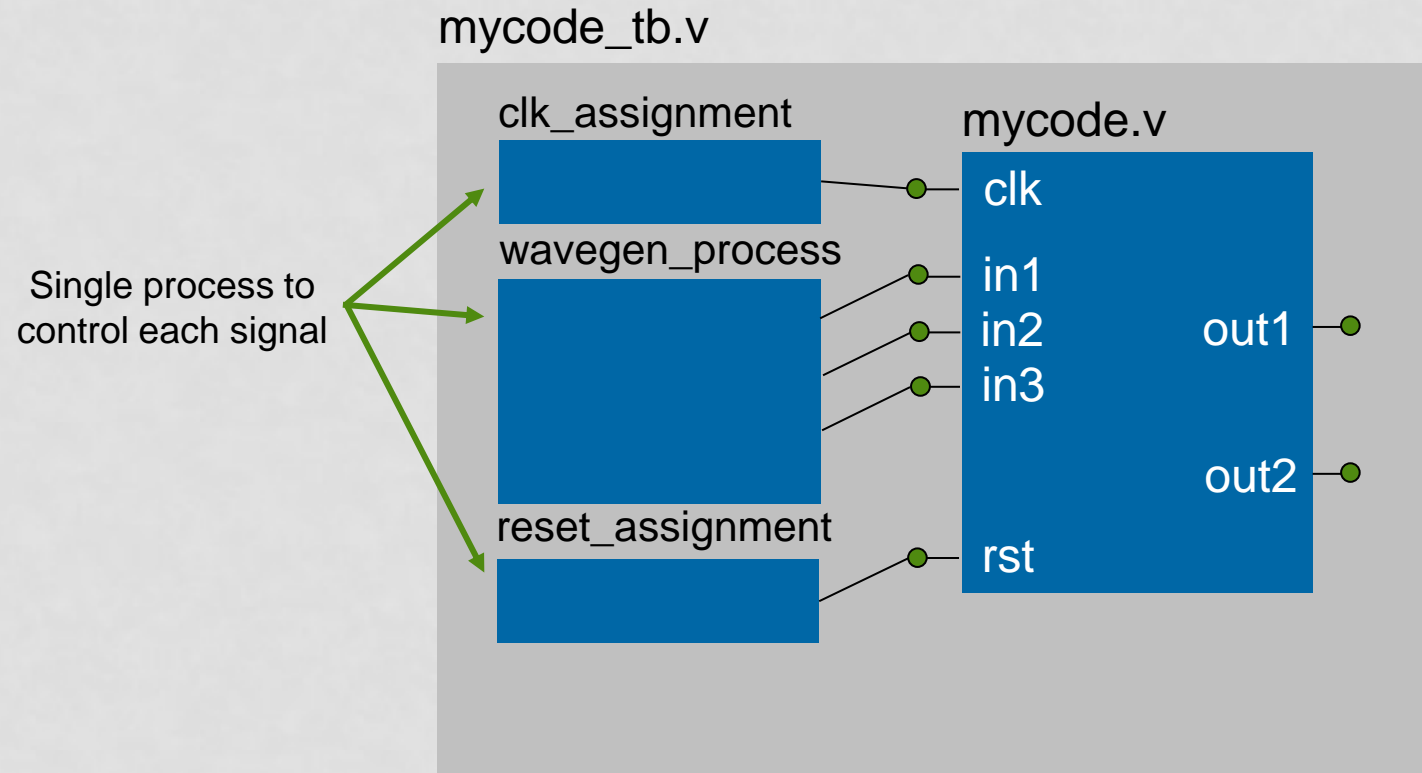 mycode_tb.v
clk_assignment
mycode.v
clk
wavegen_process
in1
Single process to
control each signal
in2
out1
in3
out2
reset_assignment
rst